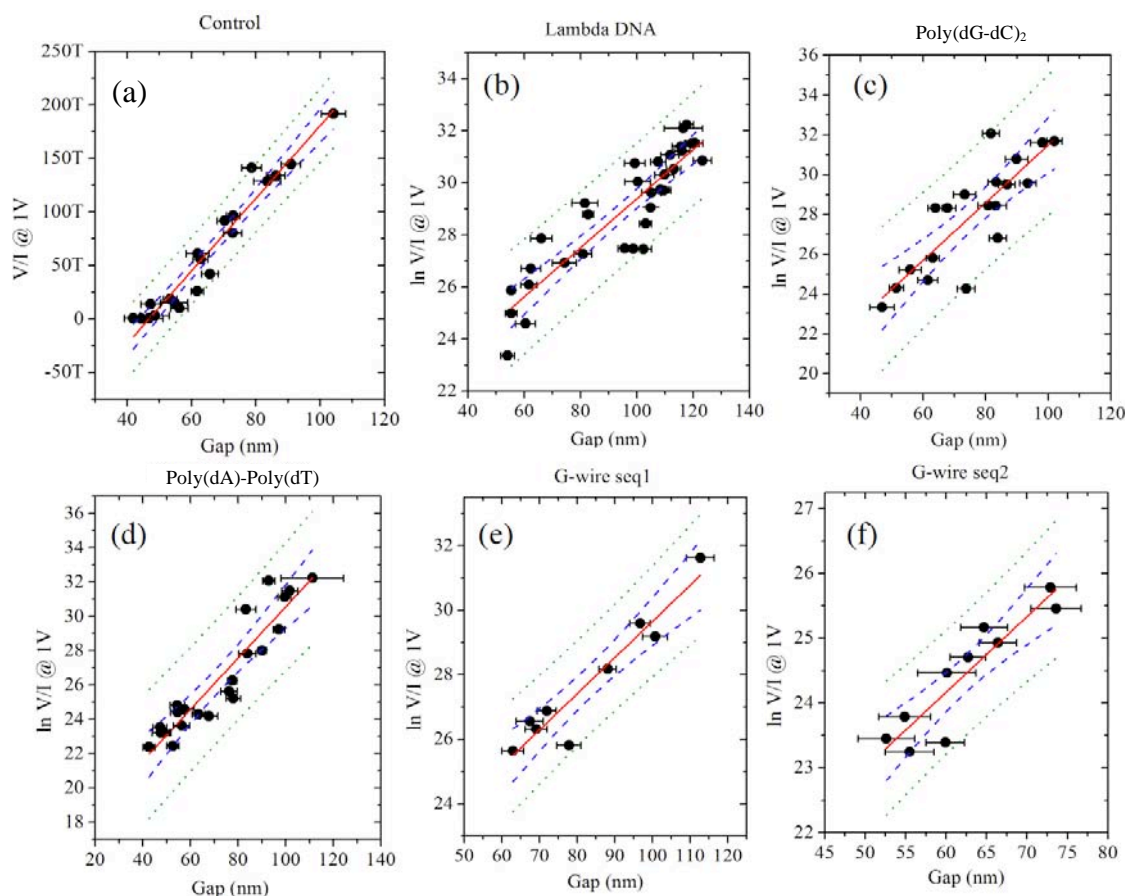 Control
(a)
V/I @ 1V
250T
200T
150T
100T
50T
0
-50T
40 60 80 100 120
Gap (nm)
Lambda DNA
(b)
ln V/I @ 1V
34
32
30
28
26
24
22
40 60 80 100 120 140
Gap (nm)
Poly(dG-dC)₂
(c)
ln V/I @ 1V
36
34
32
30
28
26
24
22
20
19
40 60 80 100 120
Gap (nm)
Poly(dA)-Poly(dT)
(d)
ln V/I @ 1V
36
34
32
30
28
26
24
22
20
18
17
20 40 60 80 100 120 140
Gap (nm)
G-wire seq1
(e)
ln V/I @ 1V
34
32
30
28
26
24
50 60 70 80 90 100 110 120
Gap (nm)
G-wire seq2
(f)
ln V/I @ 1V
27
26
25
24
23
22
45 50 55 60 65 70 75 80
Gap (nm)